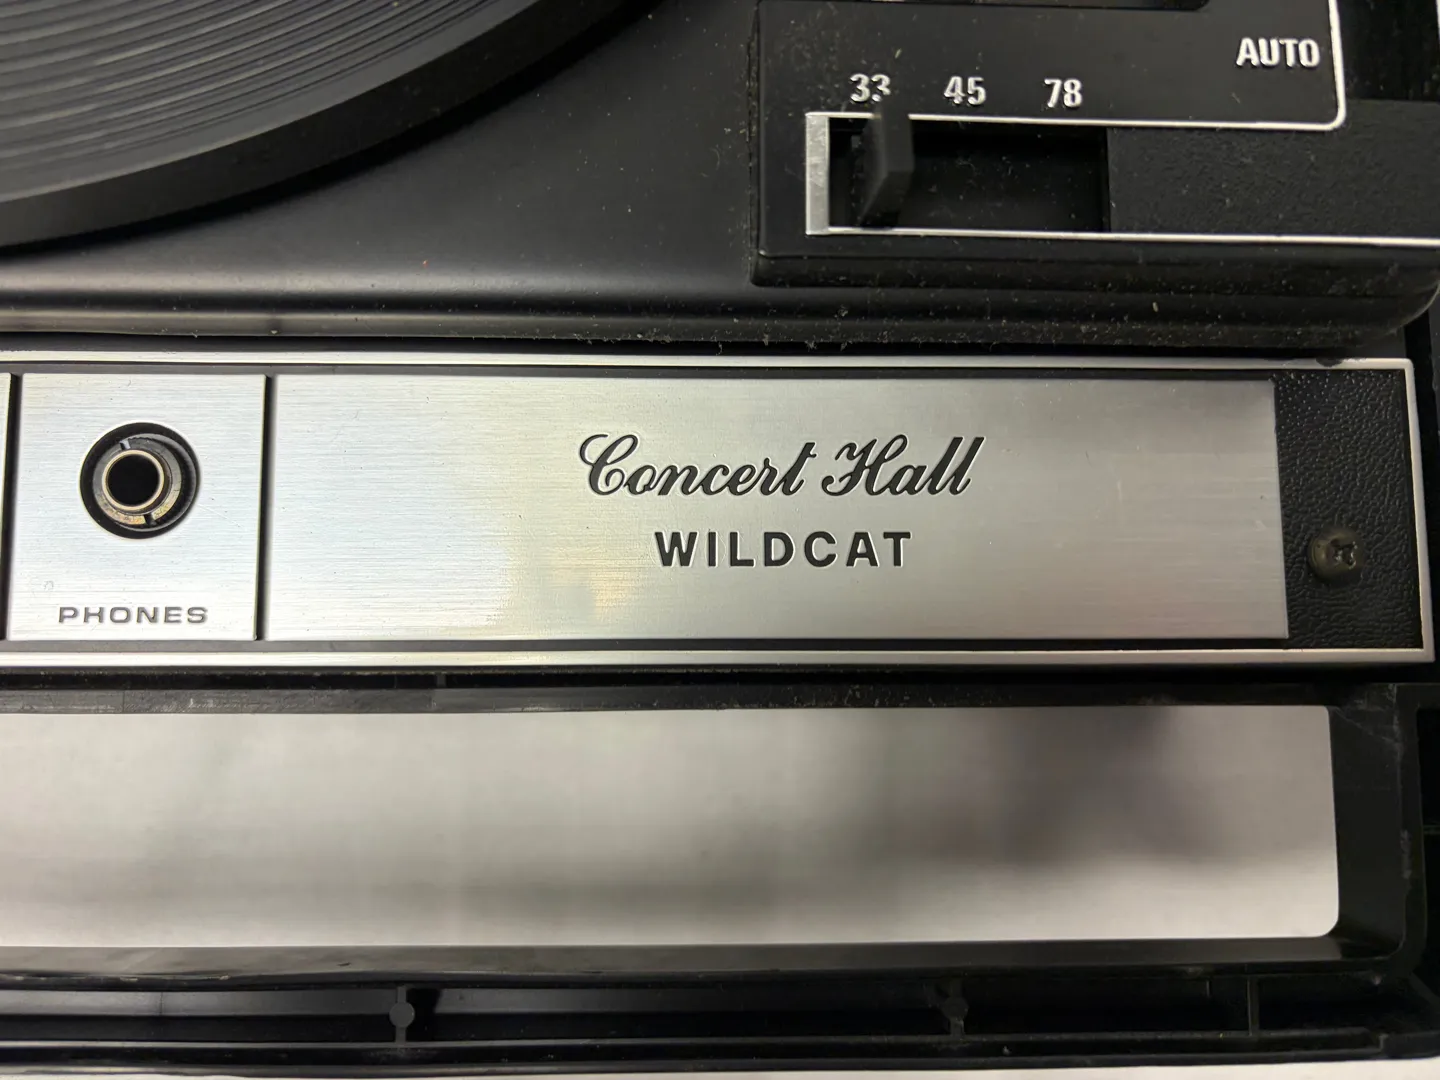 AUTO
33 45 78
Concert Hall
WILDCAT
PHONES